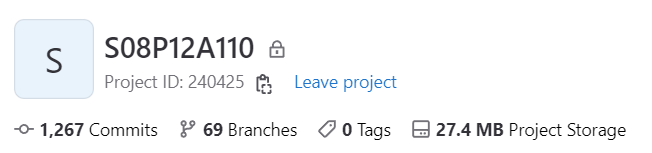 S
S08P12A110
Project ID: 240425 Leave project
1,267 Commits 69 Branches 0 Tags 27.4 MB Project Storage